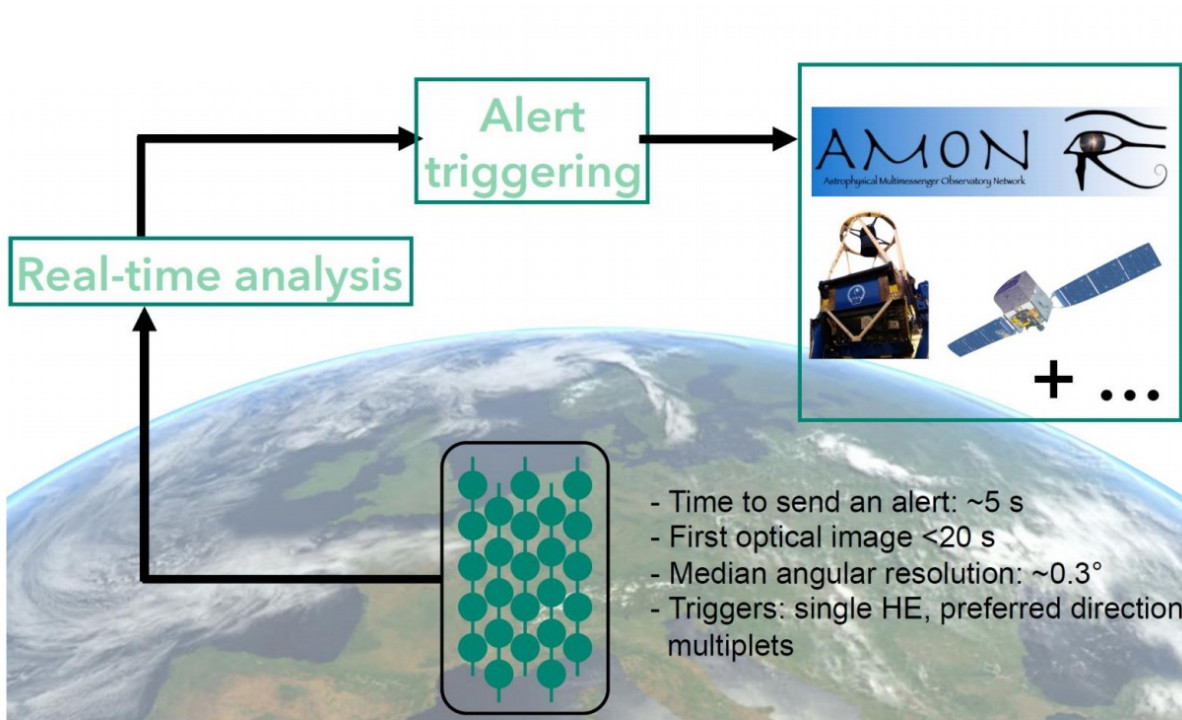 Alert
triggering
AMON
Astrophysical Multimessenger Observatory Network
Real-time analysis
+ ...
- Time to send an alert: ~5 s
- First optical image <20 s
- Median angular resolution: ~0.3°
- Triggers: single HE, preferred direction
multiplets